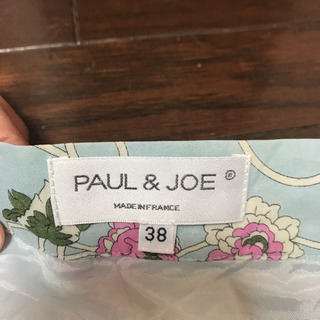 PAUL & JOE ®
MADE IN FRANCE
38